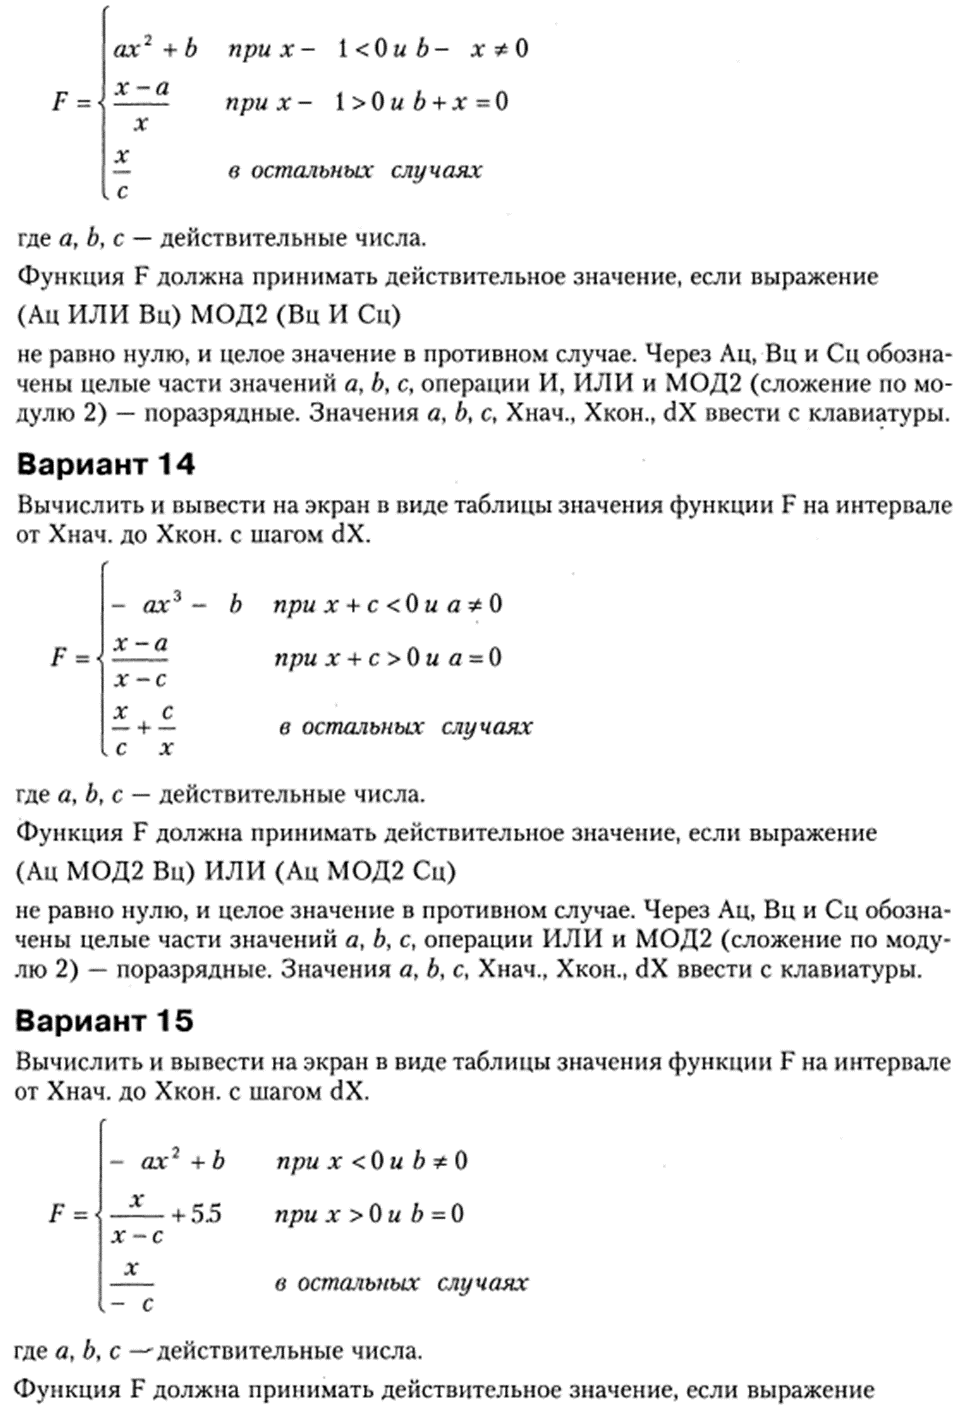 ax² + b при x − 1 < 0 и b − x ≠ 0
F = x − a / x при x − 1 > 0 и b + x = 0
x / c в остальных случаях
где a, b, c — действительные числа.
Функция F должна принимать действительное значение, если выражение
(Ац ИЛИ Вц) МОД2 (Вц И Сц)
не равно нулю, и целое значение в противном случае. Через Ац, Вц и Сц обозна-
чены целые части значений a, b, c, операции И, ИЛИ и МОД2 (сложение по мо-
дулю 2) — поразрядные. Значения a, b, c, Хнач., Хкон., dX ввести с клавиатуры.
Вариант 14
Вычислить и вывести на экран в виде таблицы значения функции F на интервале
от Хнач. до Хкон. с шагом dX.
− ax³ − b при x + c < 0 и a ≠ 0
F = x − a / x − c при x + c > 0 и a = 0
x / c + c / x в остальных случаях
где a, b, c — действительные числа.
Функция F должна принимать действительное значение, если выражение
(Ац МОД2 Вц) ИЛИ (Ац МОД2 Сц)
не равно нулю, и целое значение в противном случае. Через Ац, Вц и Сц обозна-
чены целые части значений a, b, c, операции ИЛИ и МОД2 (сложение по моду-
лю 2) — поразрядные. Значения a, b, c, Хнач., Хкон., dX ввести с клавиатуры.
Вариант 15
Вычислить и вывести на экран в виде таблицы значения функции F на интервале
от Хнач. до Хкон. с шагом dX.
− ax² + b при x < 0 и b ≠ 0
F = x / x − c + 5.5 при x > 0 и b = 0
x / − c в остальных случаях
где a, b, c — действительные числа.
Функция F должна принимать действительное значение, если выражение